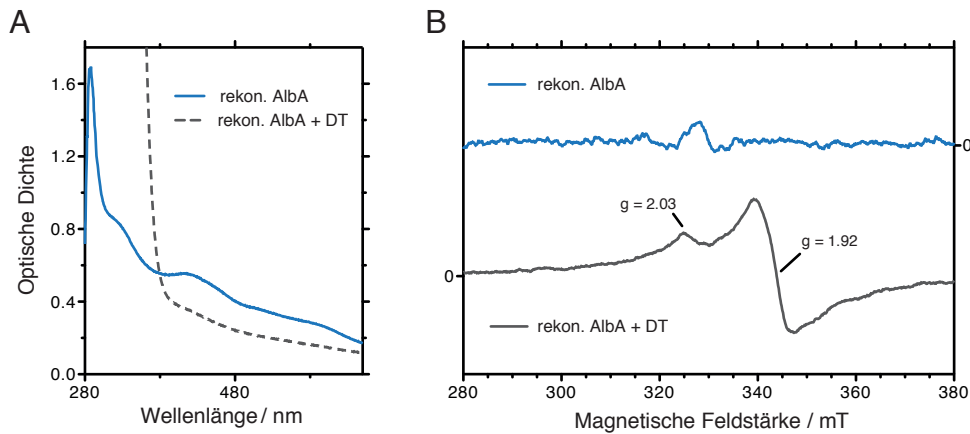 A
Optische Dichte
1.6
1.2
0.8
0.4
0.0
280
480
Wellenlänge / nm
rekon. AlbA
rekon. AlbA + DT
B
rekon. AlbA
0
g = 2.03
g = 1.92
0
rekon. AlbA + DT
280
300
320
340
360
380
Magnetische Feldstärke / mT